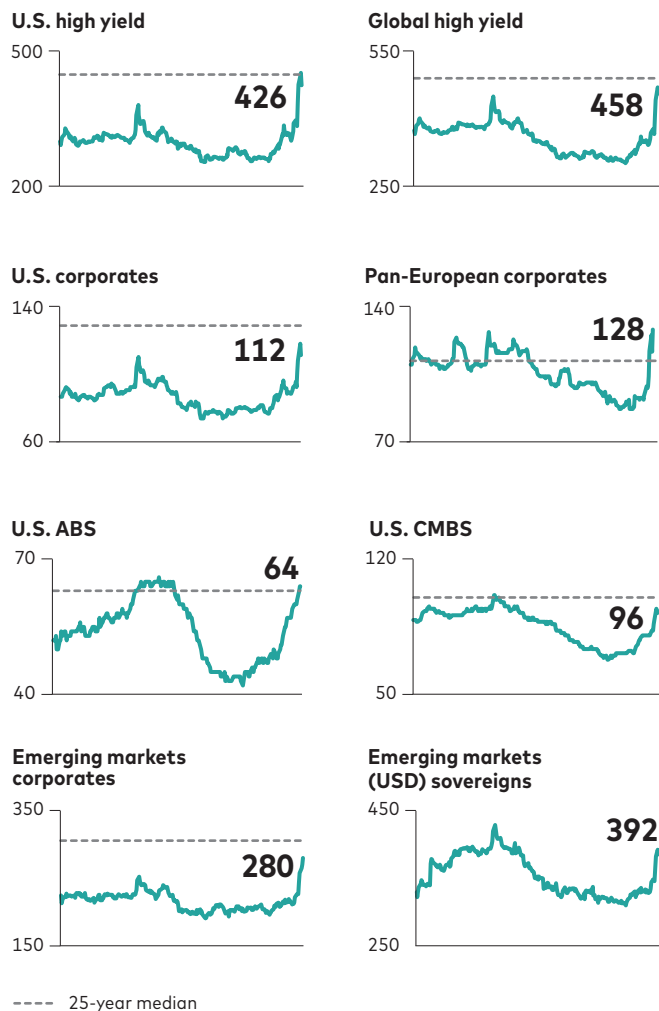 U.S. high yield
500
426
200
Global high yield
550
458
250
U.S. corporates
140
112
60
Pan-European corporates
140
128
70
U.S. ABS
70
64
40
U.S. CMBS
120
96
50
Emerging markets
corporates
350
280
150
Emerging markets
(USD) sovereigns
450
392
250
25-year median